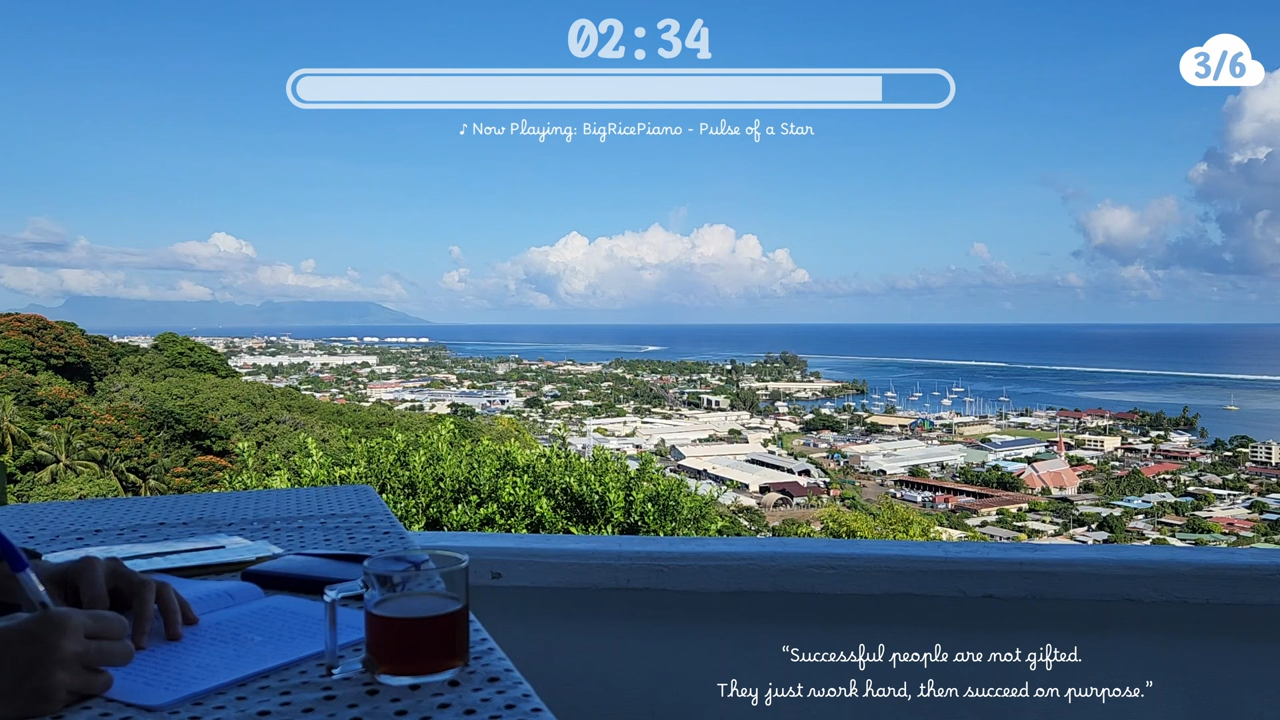 02:34
3/6
♪ Now Playing: BigRicePiano - Pulse of a Star
“Successful people are not gifted.
They just work hard, then succeed on purpose.”